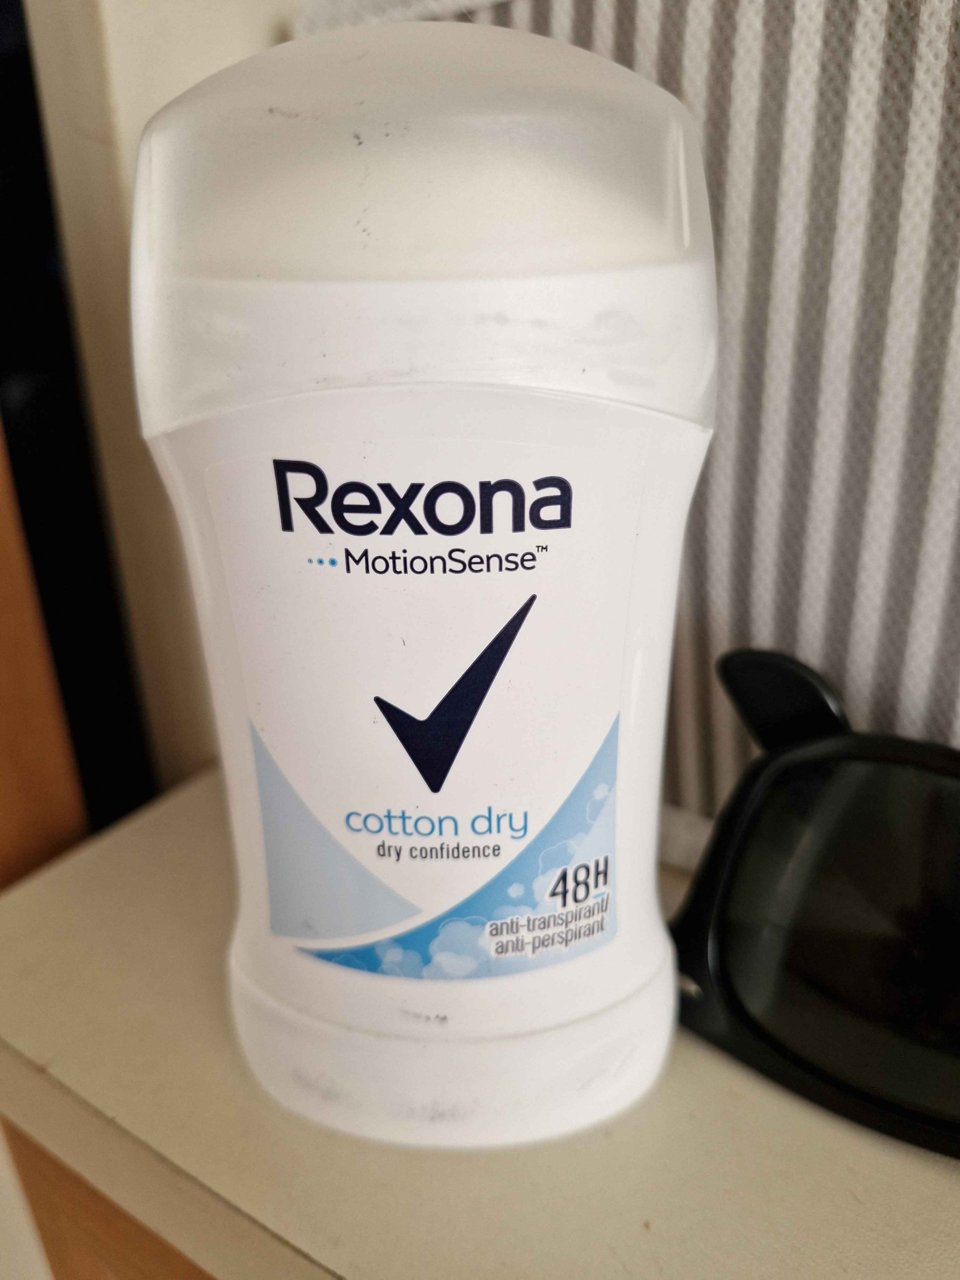 Rexona
MotionSense™
cotton dry
dry confidence
48H
anti-transpirant/
anti-perspirant